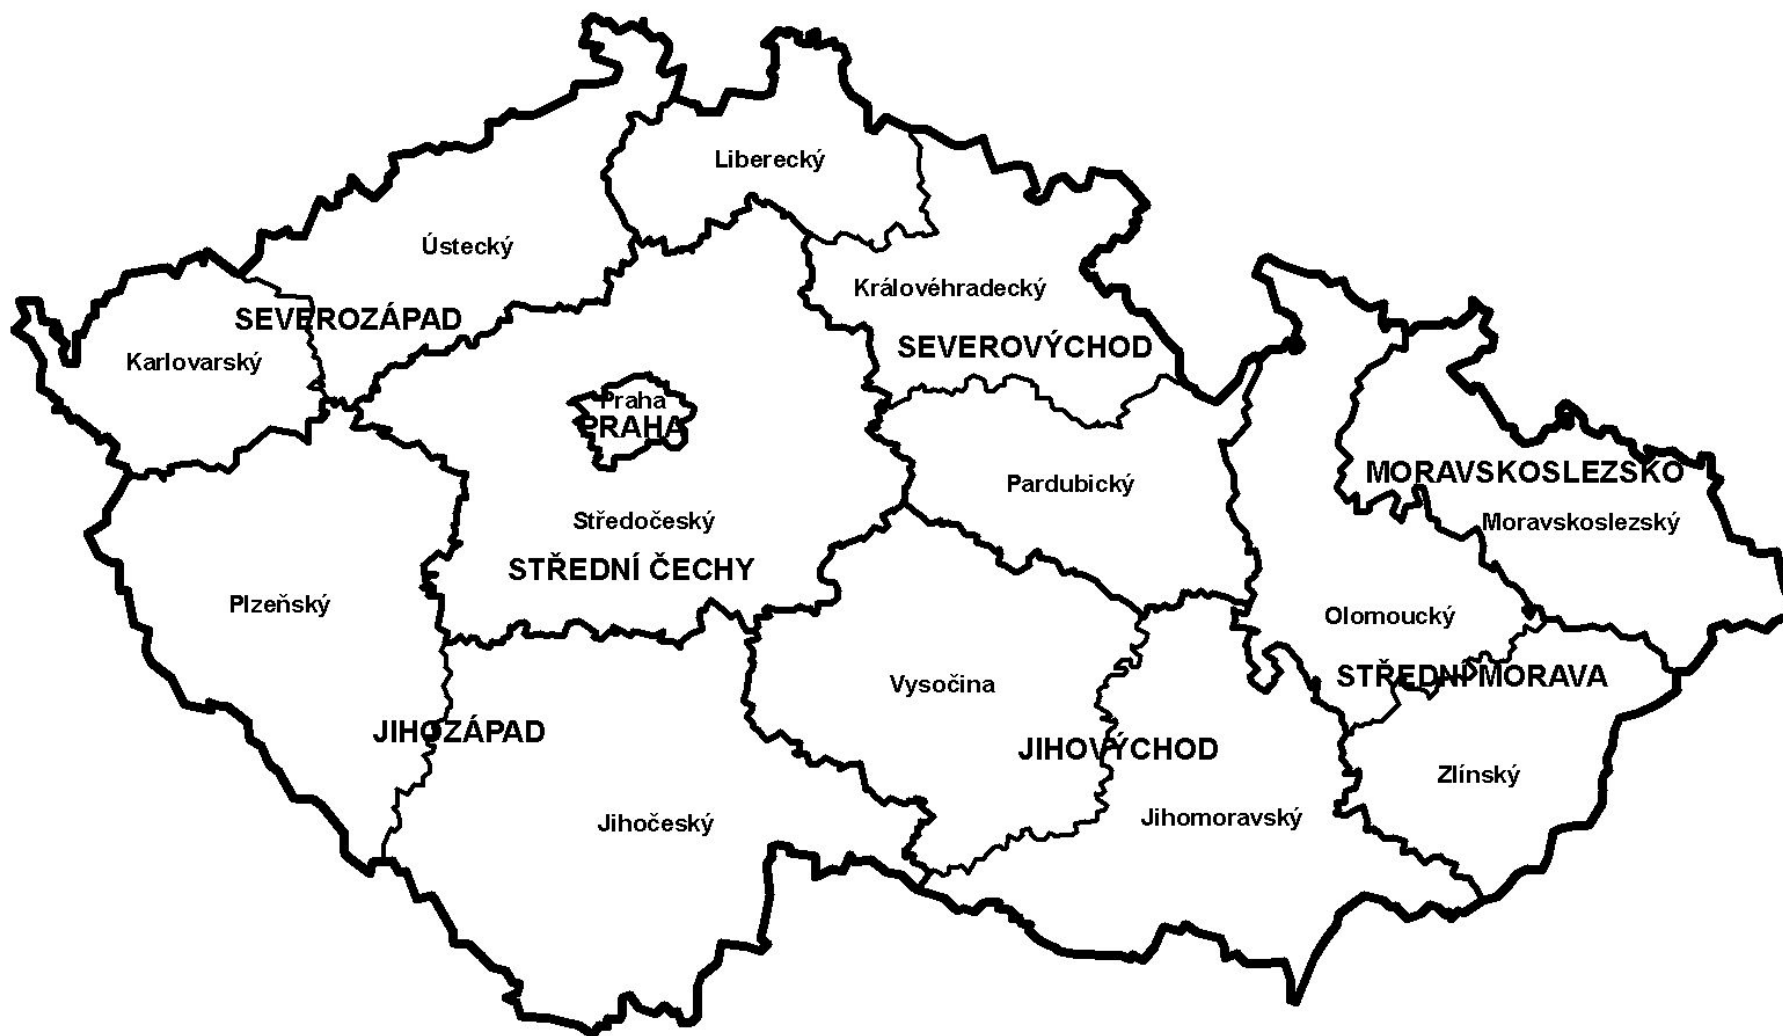 Liberecký
Ústecký
Královéhradecký
SEVEROZÁPAD
SEVEROVÝCHOD
Karlovarský
Praha
PRAHA
MORAVSKOSLEZSKO
Pardubický
Středočeský
Moravskoslezský
STŘEDNÍ ČECHY
Plzeňský
Olomoucký
STŘEDNÍ MORAVA
Vysočina
JIHOZÁPAD
JIHOVÝCHOD
Zlínský
Jihočeský
Jihomoravský